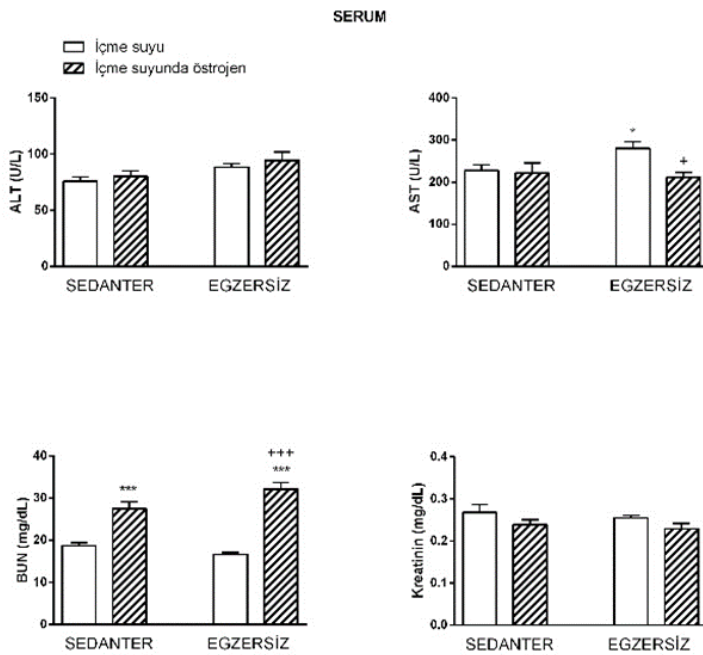 SERUM
İçme suyu
İçme suyunda östrojen
ALT (U/L)
150
100
50
0
SEDANTER EGZERSİZ
AST (U/L)
400
300
200
100
0
*
+
SEDANTER EGZERSİZ
BUN (mg/dL)
40
30
20
10
0
***
+++
***
SEDANTER EGZERSİZ
Kreatinin (mg/dL)
0.4
0.3
0.2
0.1
0.0
SEDANTER EGZERSİZ